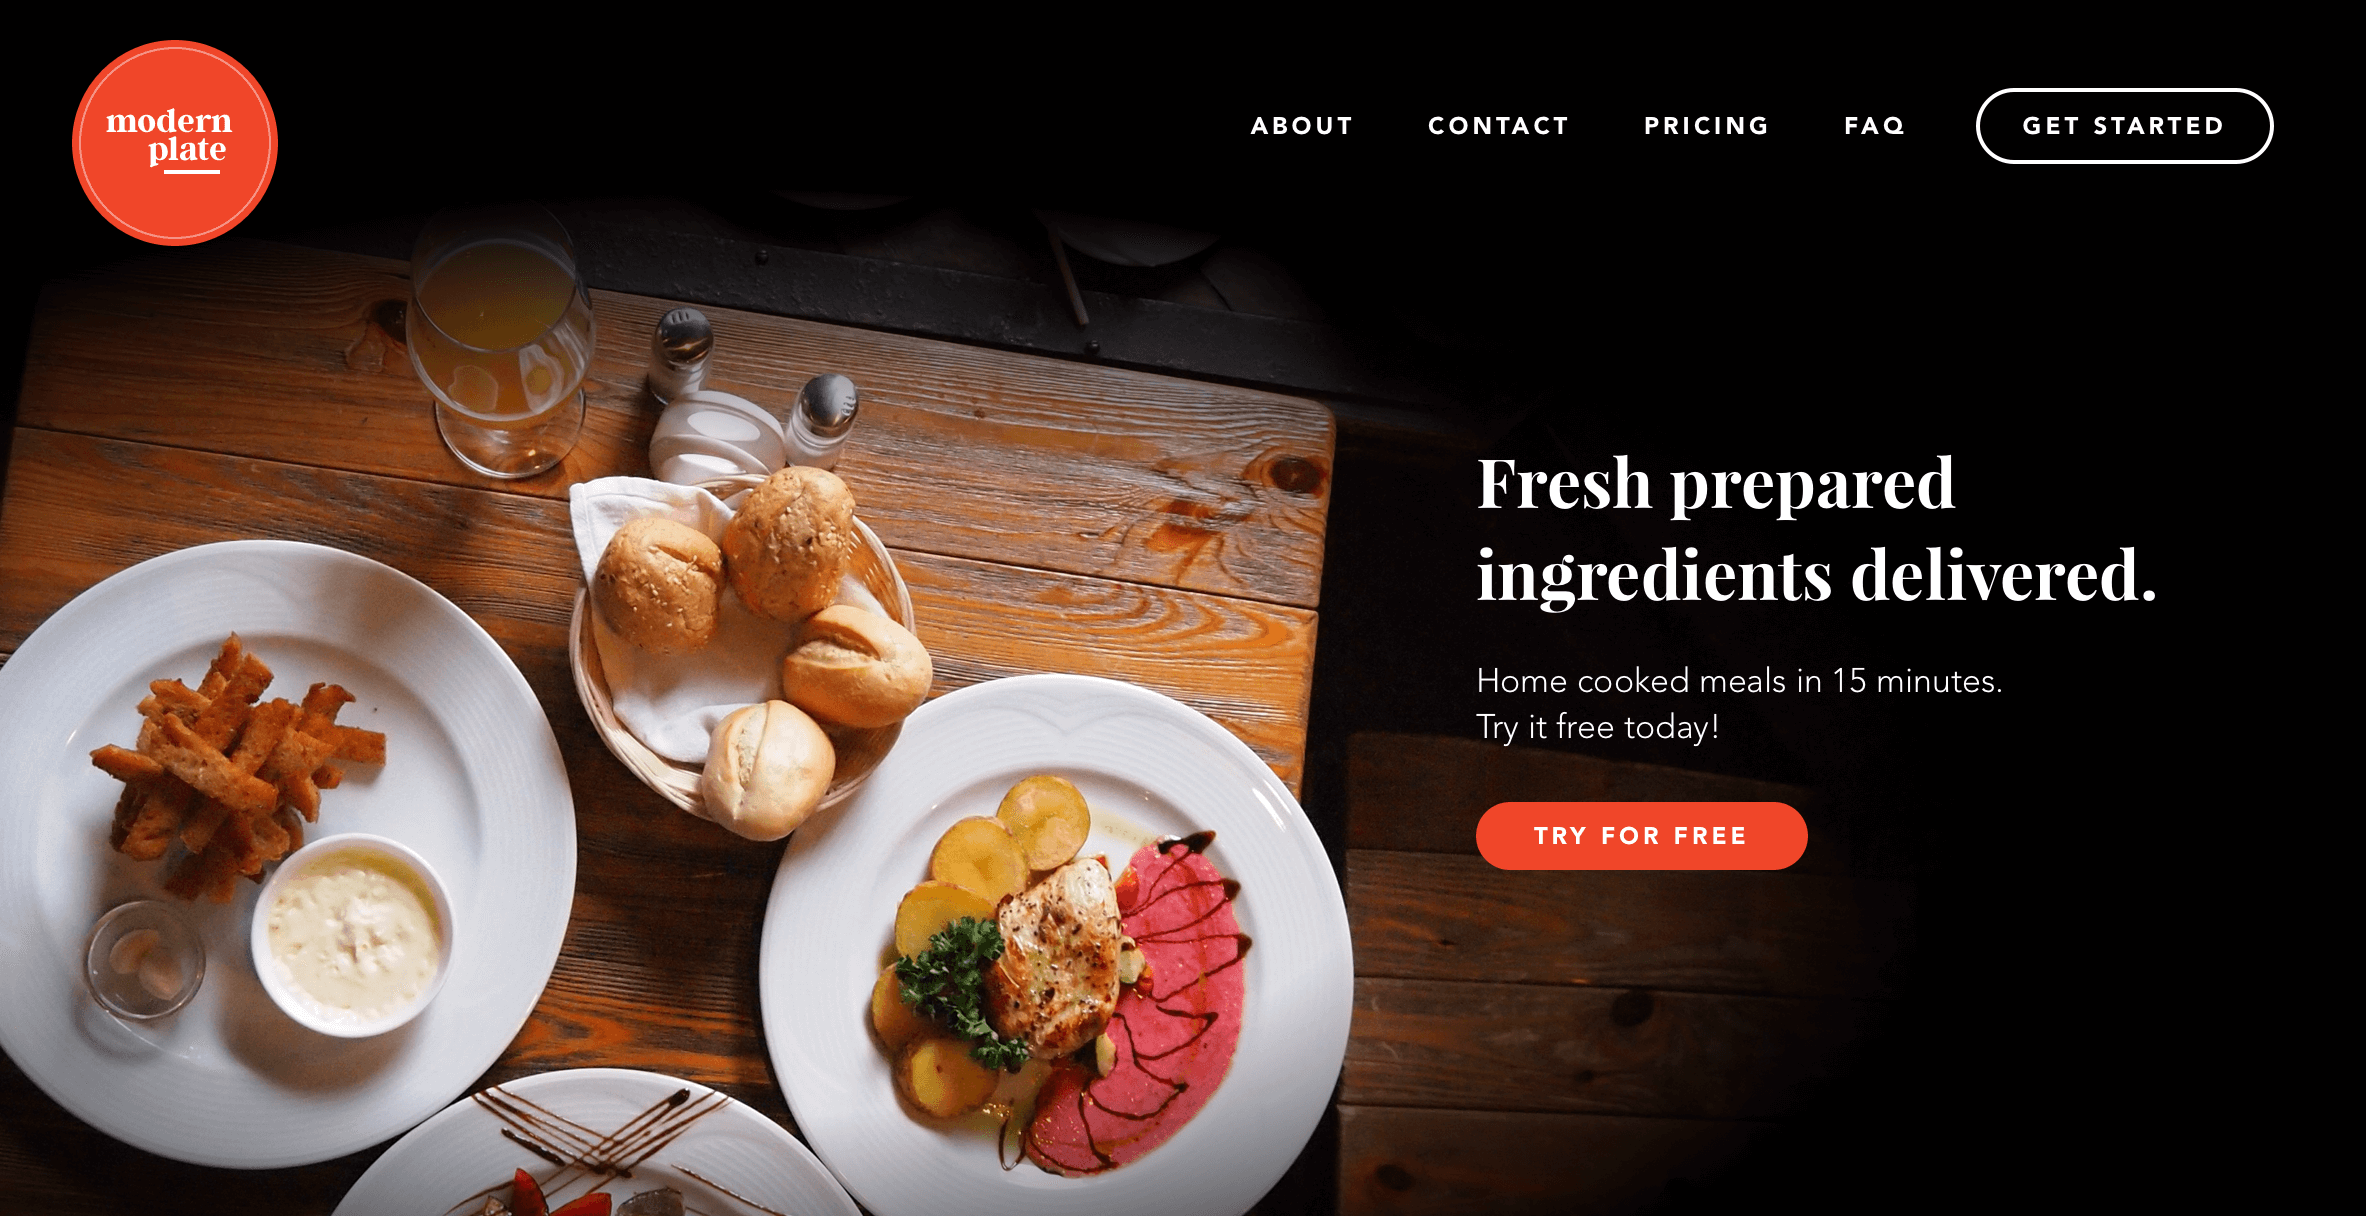 modern
plate
ABOUT CONTACT PRICING FAQ GET STARTED
Fresh prepared
ingredients delivered.
Home cooked meals in 15 minutes.
Try it free today!
TRY FOR FREE